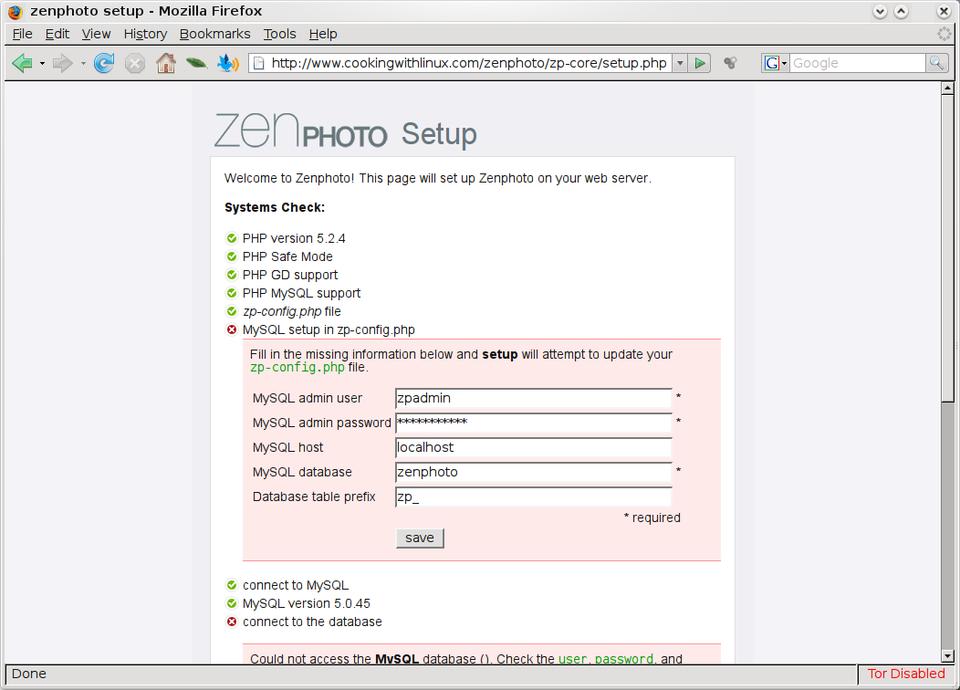 zenphoto setup - Mozilla Firefox
File Edit View History Bookmarks Tools Help
http://www.cookingwithlinux.com/zenphoto/zp-core/setup.php G Google
zenPHOTO Setup
Welcome to Zenphoto! This page will set up Zenphoto on your web server.
Systems Check:
PHP version 5.2.4
PHP Safe Mode
PHP GD support
PHP MySQL support
zp-config.php file
MySQL setup in zp-config.php
Fill in the missing information below and setup will attempt to update your
zp-config.php file.
MySQL admin user zpadmin *
MySQL admin password *********** *
MySQL host localhost
MySQL database zenphoto *
Database table prefix zp_
* required
save
connect to MySQL
MySQL version 5.0.45
connect to the database
Could not access the MySQL database (). Check the user, password, and
Done Tor Disabled